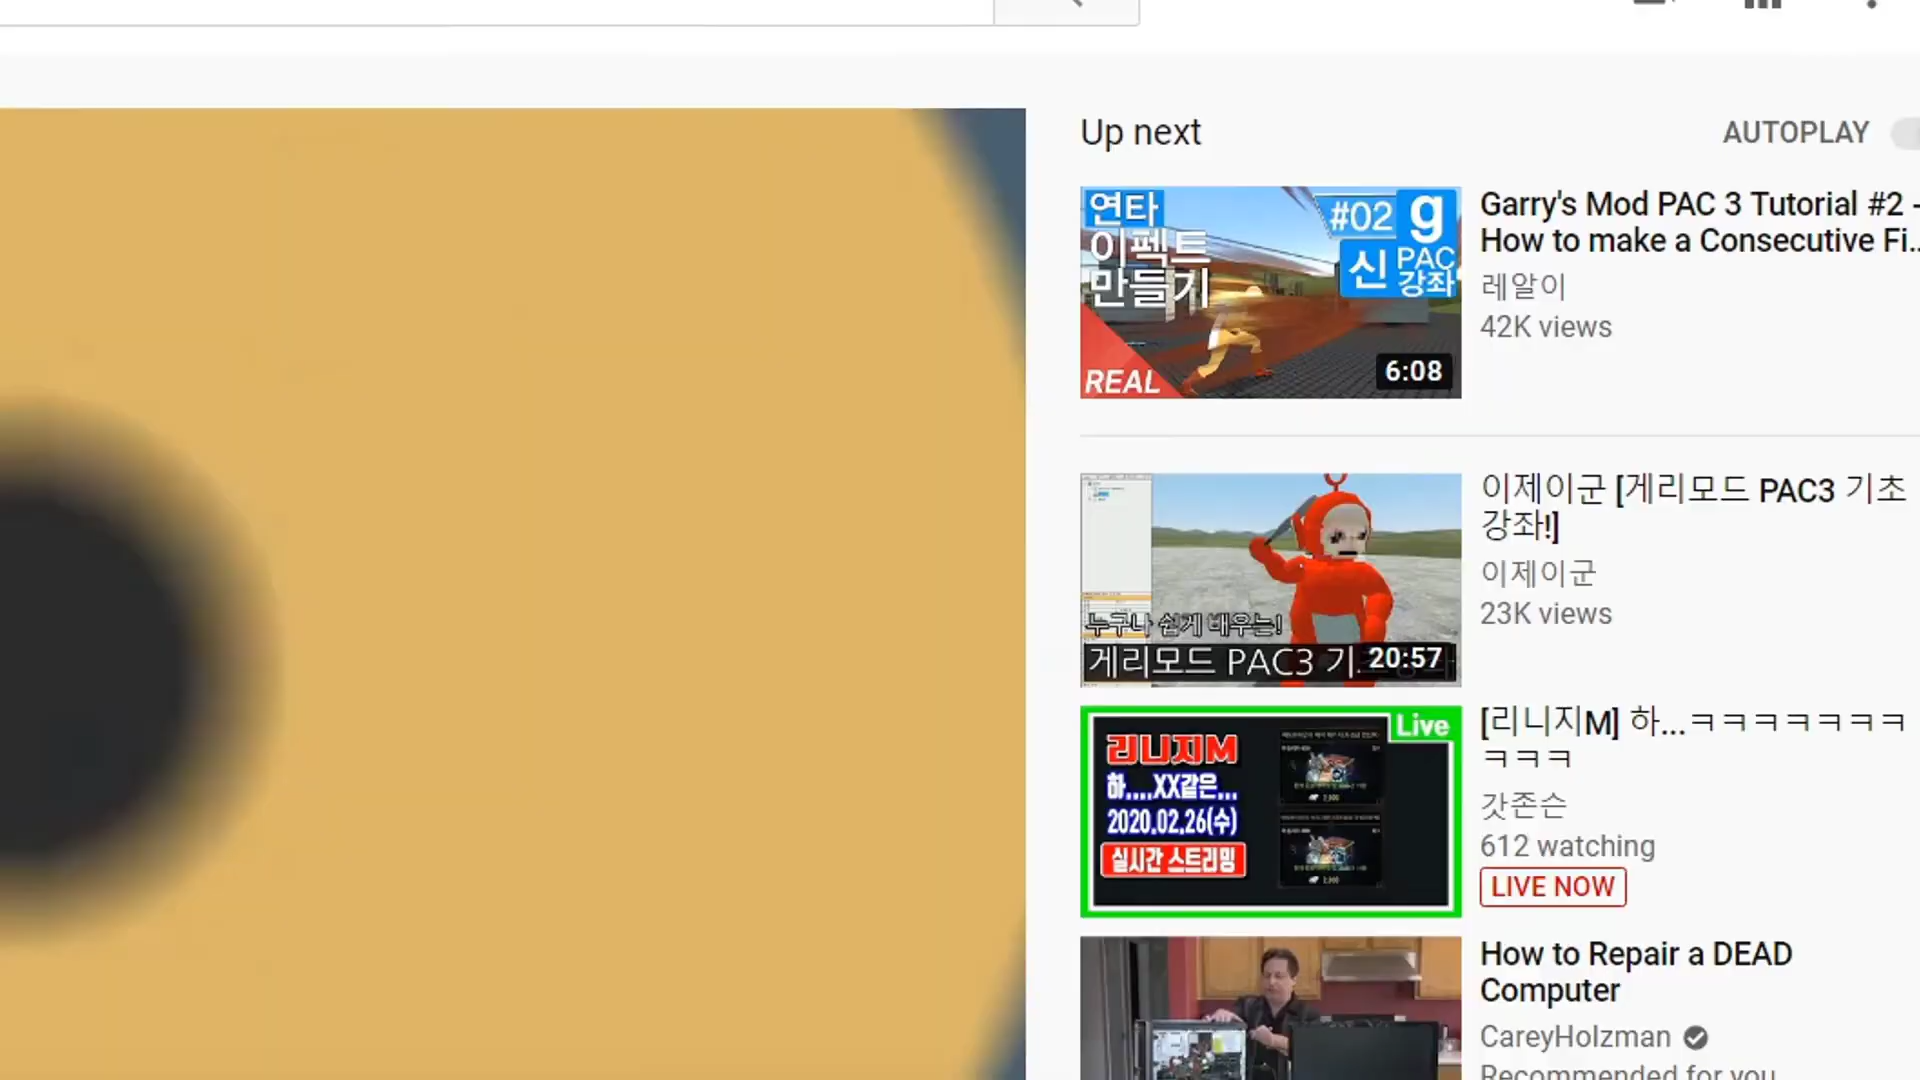 Up next
AUTOPLAY
연타
이펙트
만들기
#02 g
신 PAC
강좌
REAL
6:08
Garry's Mod PAC 3 Tutorial #2 -
How to make a Consecutive Fi...
레알이
42K views
누구나 쉽게 배우는!
게리모드 PAC3 기
20:57
이제이군 [게리모드 PAC3 기초
강좌!]
이제이군
23K views
Live
리니지M
하....XX같은...
2020.02.26(수)
실시간 스트리밍
[리니지M] 하...ㅋㅋㅋㅋㅋㅋㅋ
ㅋㅋㅋ
갓존슨
612 watching
LIVE NOW
How to Repair a DEAD
Computer
CareyHolzman
Recommended for you